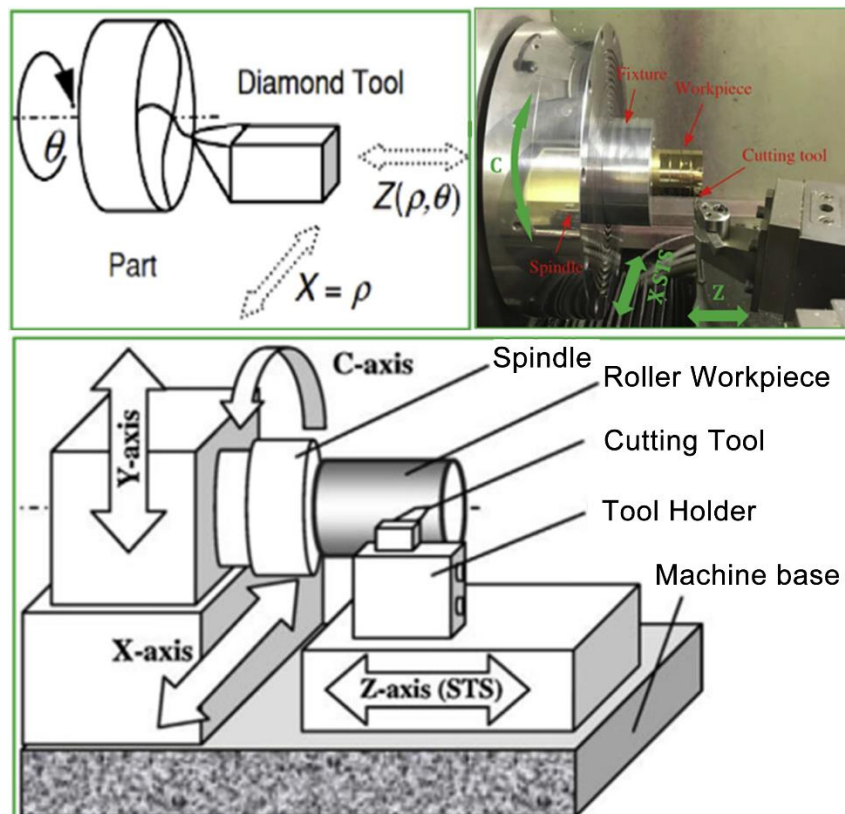 Diamond Tool
θ
Z(ρ,θ)
Part
X = ρ
Fixture
Workpiece
Cutting tool
C
Spindle
X STS
Z
C-axis
Spindle
Roller Workpiece
Cutting Tool
Tool Holder
Machine base
Y-axis
X-axis
Z-axis (STS)